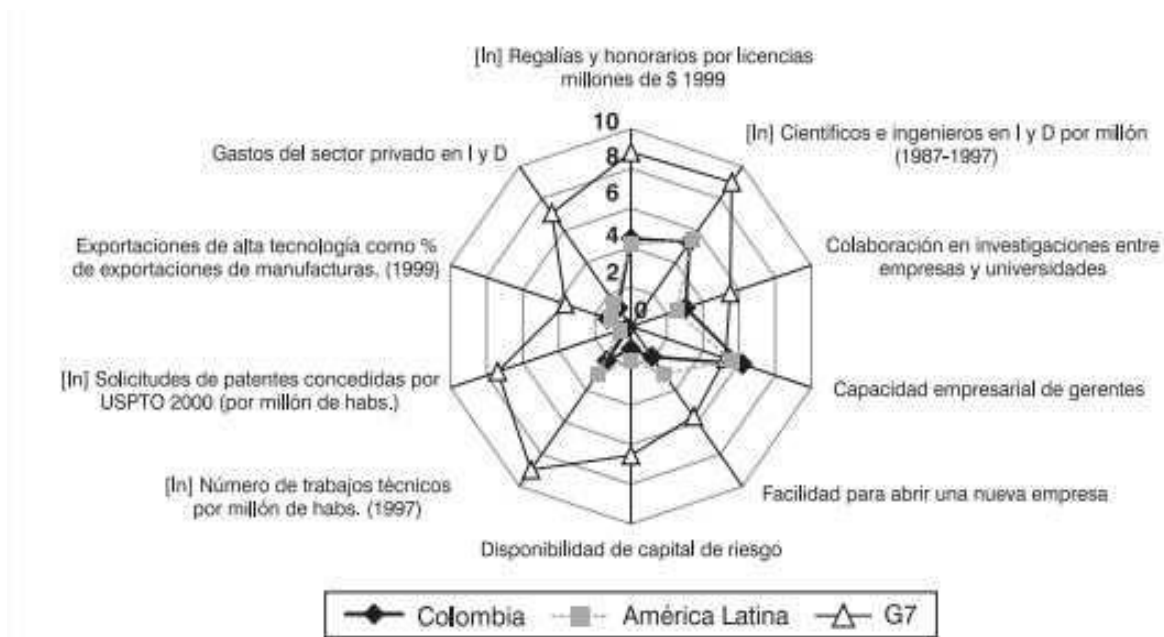 [ln] Regalías y honorarios por licencias
millones de $ 1999
[ln] Científicos e ingenieros en I y D por millón
(1987-1997)
Gastos del sector privado en I y D
10
8
6
4
2
0
Exportaciones de alta tecnología como %
de exportaciones de manufacturas. (1999)
Colaboración en investigaciones entre
empresas y universidades
[ln] Solicitudes de patentes concedidas por
USPTO 2000 (por millón de habs.)
Capacidad empresarial de gerentes
[ln] Número de trabajos técnicos
por millón de habs. (1997)
Facilidad para abrir una nueva empresa
Disponibilidad de capital de riesgo
Colombia
América Latina
G7